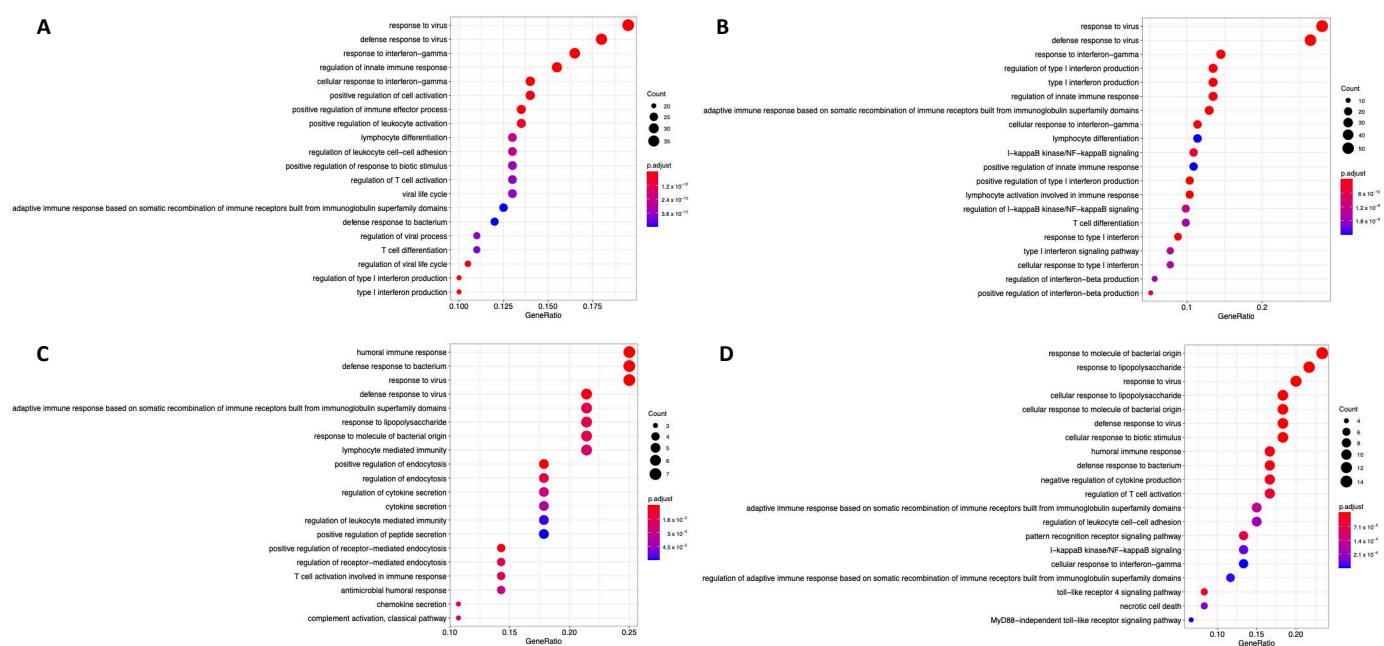 A
response to virus
defense response to virus
response to interferon−gamma
regulation of innate immune response
cellular response to interferon−gamma
positive regulation of cell activation
positive regulation of immune effector process
positive regulation of leukocyte activation
lymphocyte differentiation
regulation of leukocyte cell−cell adhesion
positive regulation of response to biotic stimulus
regulation of T cell activation
viral life cycle
adaptive immune response based on somatic recombination of immune receptors built from immunoglobulin superfamily domains
defense response to bacterium
regulation of viral process
T cell differentiation
regulation of viral life cycle
regulation of type I interferon production
type I interferon production
0.100 0.125 0.150 0.175
GeneRatio
Count
20
25
30
35
p.adjust
1.2 x 10⁻¹²
2.4 x 10⁻¹²
3.6 x 10⁻¹²
B
response to virus
defense response to virus
response to interferon−gamma
regulation of type I interferon production
type I interferon production
regulation of innate immune response
adaptive immune response based on somatic recombination of immune receptors built from immunoglobulin superfamily domains
cellular response to interferon−gamma
lymphocyte differentiation
I−kappaB kinase/NF−kappaB signaling
positive regulation of innate immune response
positive regulation of type I interferon production
lymphocyte activation involved in immune response
regulation of I−kappaB kinase/NF−kappaB signaling
T cell differentiation
response to type I interferon
type I interferon signaling pathway
cellular response to type I interferon
regulation of interferon−beta production
positive regulation of interferon−beta production
0.1 0.2
GeneRatio
Count
10
20
30
40
50
p.adjust
C
humoral immune response
defense response to bacterium
response to virus
defense response to virus
adaptive immune response based on somatic recombination of immune receptors built from immunoglobulin superfamily domains
response to lipopolysaccharide
response to molecule of bacterial origin
lymphocyte mediated immunity
positive regulation of endocytosis
regulation of endocytosis
regulation of cytokine secretion
cytokine secretion
regulation of leukocyte mediated immunity
positive regulation of peptide secretion
positive regulation of receptor−mediated endocytosis
regulation of receptor−mediated endocytosis
T cell activation involved in immune response
antimicrobial humoral response
chemokine secretion
complement activation, classical pathway
0.10 0.15 0.20 0.25
GeneRatio
Count
3
4
5
6
7
p.adjust
1.6 x 10⁻³
3 x 10⁻³
4.5 x 10⁻³
D
response to molecule of bacterial origin
response to lipopolysaccharide
response to virus
cellular response to lipopolysaccharide
cellular response to molecule of bacterial origin
defense response to virus
cellular response to biotic stimulus
humoral immune response
defense response to bacterium
negative regulation of cytokine production
regulation of T cell activation
adaptive immune response based on somatic recombination of immune receptors built from immunoglobulin superfamily domains
regulation of leukocyte cell−cell adhesion
pattern recognition receptor signaling pathway
I−kappaB kinase/NF−kappaB signaling
cellular response to interferon−gamma
regulation of adaptive immune response based on somatic recombination of immune receptors built from immunoglobulin superfamily domains
toll−like receptor 4 signaling pathway
necrotic cell death
MyD88−independent toll−like receptor signaling pathway
0.10 0.15 0.20
GeneRatio
Count
4
6
8
10
12
14
p.adjust